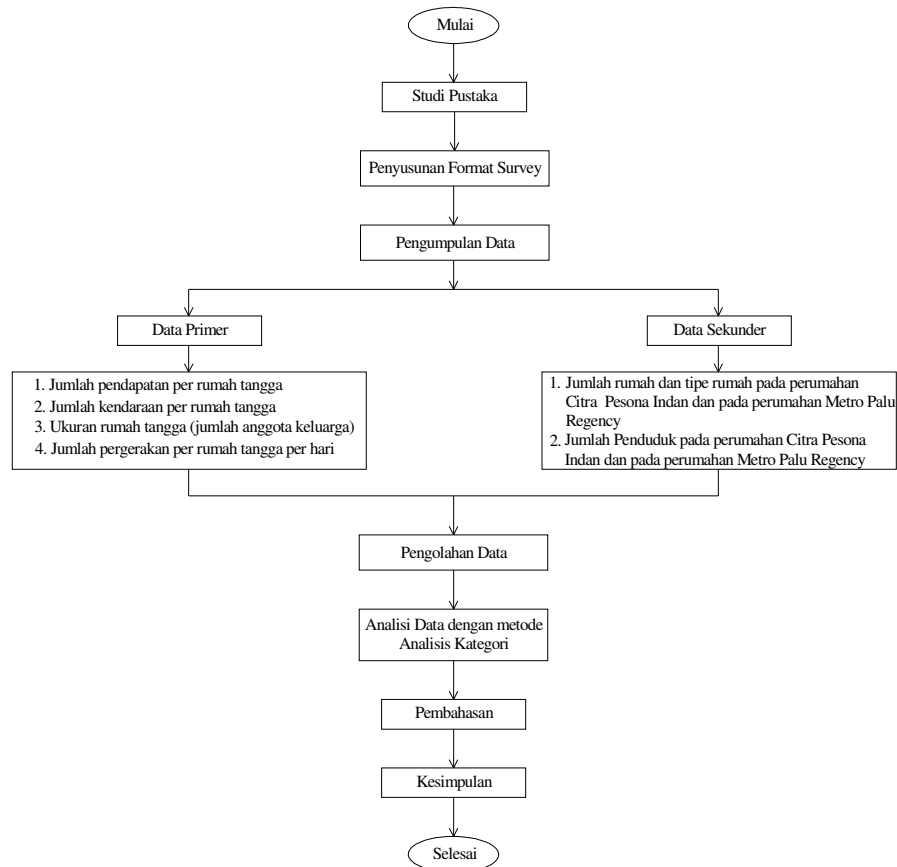 Mulai
Studi Pustaka
Penyusunan Format Survey
Pengumpulan Data
Data Primer
1. Jumlah pendapatan per rumah tangga
2. Jumlah kendaraan per rumah tangga
3. Ukuran rumah tangga (jumlah anggota keluarga)
4. Jumlah pergerakan per rumah tangga per hari
Data Sekunder
1. Jumlah rumah dan tipe rumah pada perumahan
Citra Pesona Indan dan pada perumahan Metro Palu
Regency
2. Jumlah Penduduk pada perumahan Citra Pesona
Indan dan pada perumahan Metro Palu Regency
Pengolahan Data
Analisi Data dengan metode
Analisis Kategori
Pembahasan
Kesimpulan
Selesai